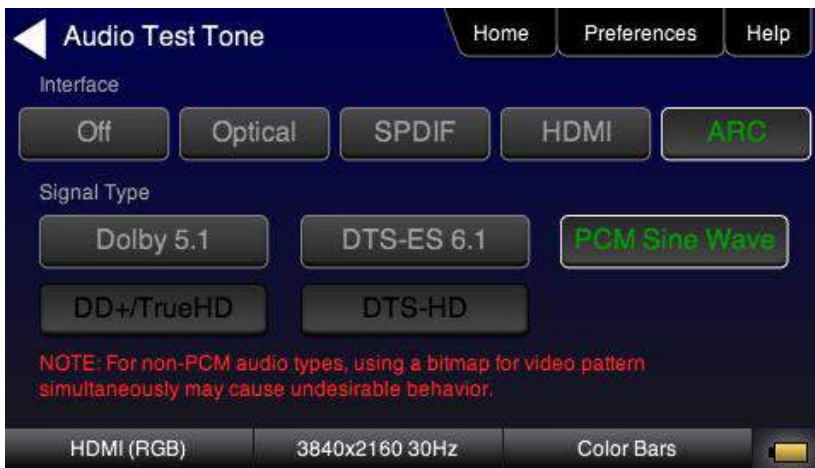 Audio Test Tone Home Preferences Help
Interface
Off Optical SPDIF HDMI ARC
Signal Type
Dolby 5.1 DTS-ES 6.1 PCM Sine Wave
DD+/TrueHD DTS-HD
NOTE: For non-PCM audio types, using a bitmap for video pattern
simultaneously may cause undesirable behavior.
HDMI (RGB) 3840x2160 30Hz Color Bars